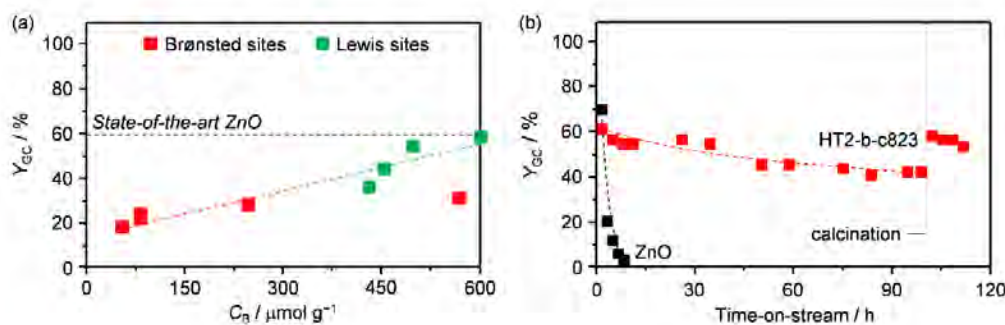 (a)
100
80
60
40
20
0
Y_GC / %
Brønsted sites
Lewis sites
State-of-the-art ZnO
0
150
300
450
600
C_B / μmol g⁻¹
(b)
100
80
60
40
20
0
Y_GC / %
HT2-b-c823
calcination
ZnO
0
30
60
90
120
Time-on-stream / h